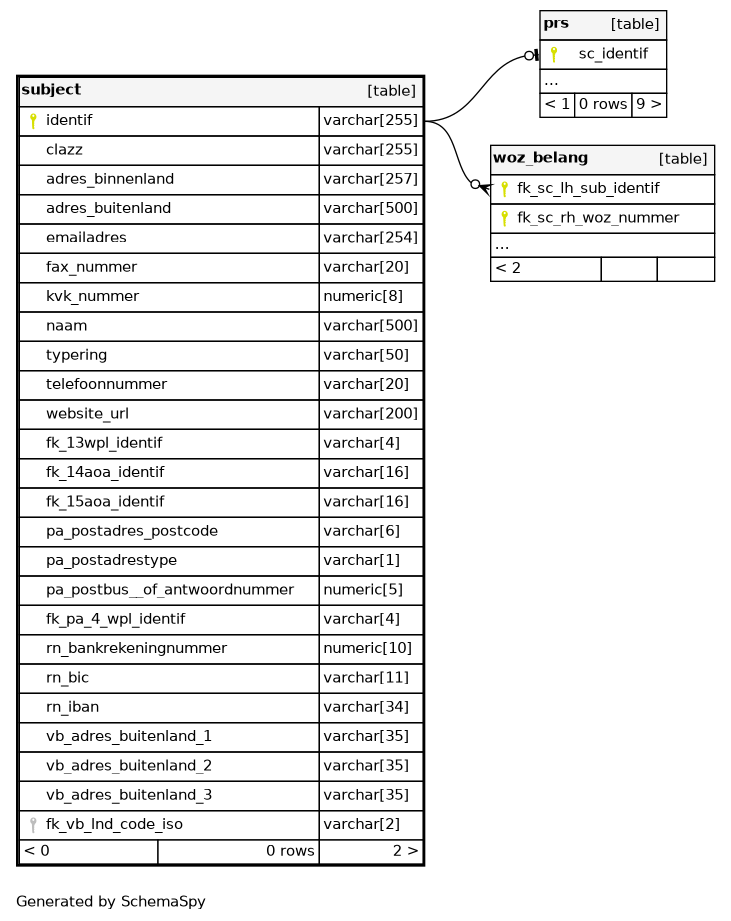 prs [table]
sc_identif
...
< 1 0 rows 9 >
subject [table]
identif varchar[255]
clazz varchar[255]
adres_binnenland varchar[257]
adres_buitenland varchar[500]
emailadres varchar[254]
fax_nummer varchar[20]
kvk_nummer numeric[8]
naam varchar[500]
typering varchar[50]
telefoonnummer varchar[20]
website_url varchar[200]
fk_13wpl_identif varchar[4]
fk_14aoa_identif varchar[16]
fk_15aoa_identif varchar[16]
pa_postadres_postcode varchar[6]
pa_postadrestype varchar[1]
pa_postbus__of_antwoordnummer numeric[5]
fk_pa_4_wpl_identif varchar[4]
rn_bankrekeningnummer numeric[10]
rn_bic varchar[11]
rn_iban varchar[34]
vb_adres_buitenland_1 varchar[35]
vb_adres_buitenland_2 varchar[35]
vb_adres_buitenland_3 varchar[35]
fk_vb_lnd_code_iso varchar[2]
< 0 0 rows 2 >
woz_belang [table]
fk_sc_lh_sub_identif
fk_sc_rh_woz_nummer
...
< 2
Generated by SchemaSpy